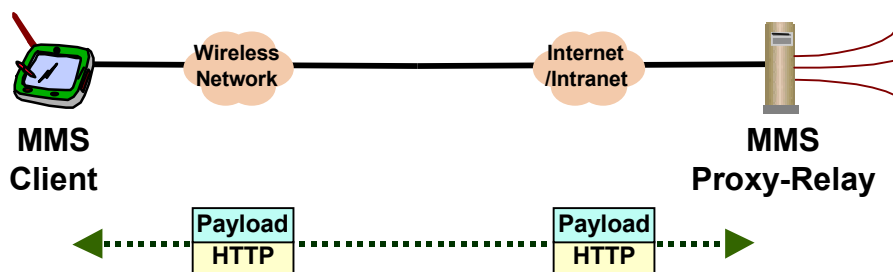 Wireless
Network
Internet
/Intranet
MMS
Client
MMS
Proxy-Relay
Payload
HTTP
Payload
HTTP